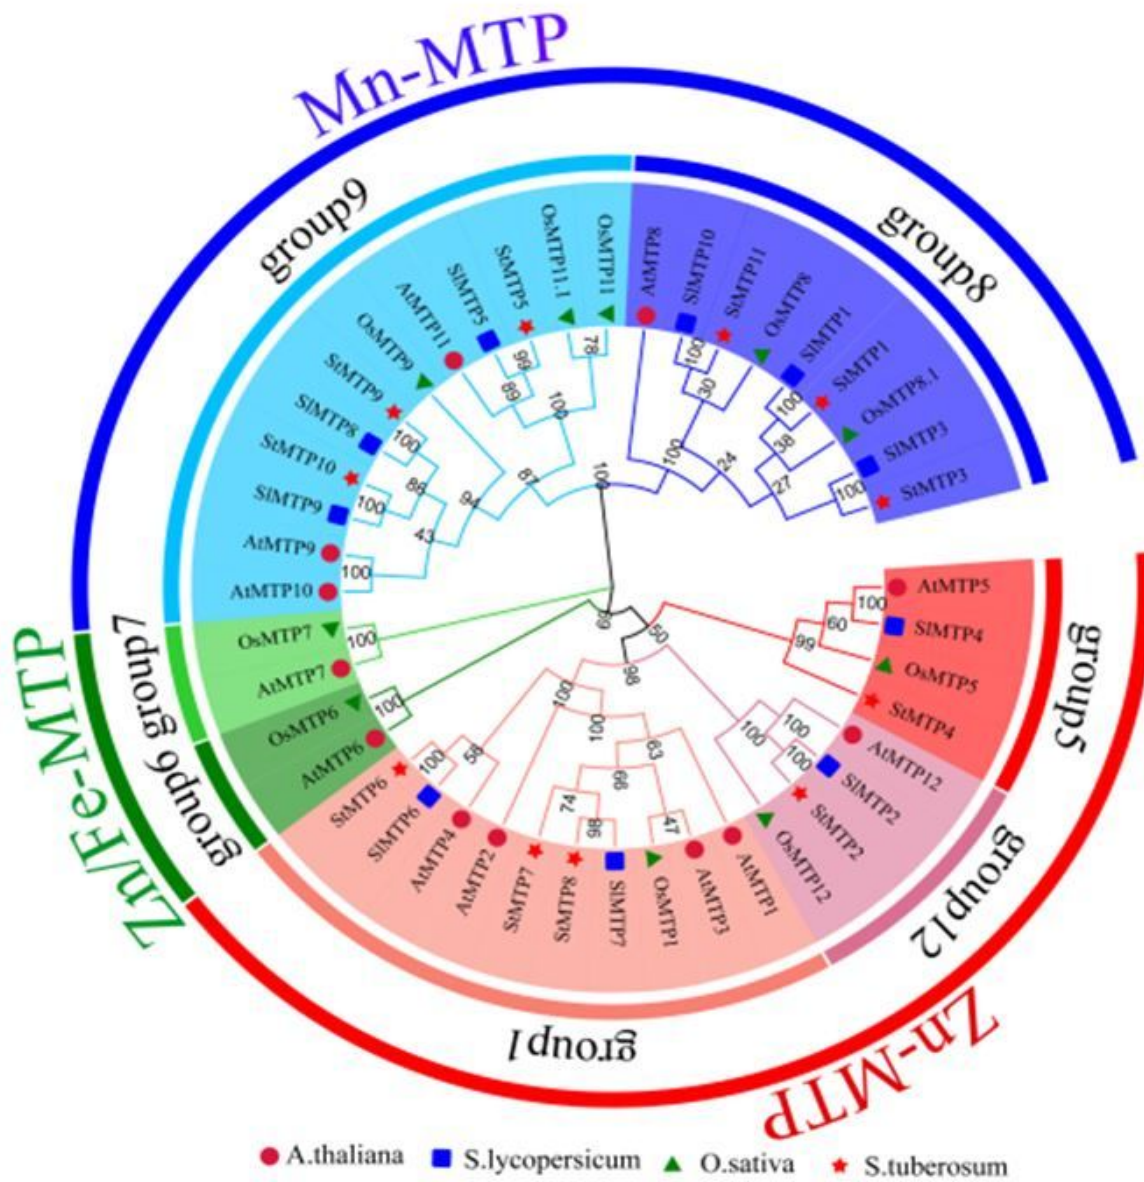 Mn-MTP
group9
group8
OsMTP11
OsMTP11.1
StMTP5
SlMTP5
AtMTP11
OsMTP9
StMTP9
SlMTP8
StMTP10
SlMTP9
AtMTP9
AtMTP10
AtMTP8
SlMTP10
StMTP11
OsMTP8
SlMTP1
StMTP1
OsMTP8.1
SlMTP3
StMTP3
78
99
89
100
87
100
86
94
100
43
100
100
100
30
100
24
100
38
27
100
Zn/Fe-MTP
group7
group6
OsMTP7
AtMTP7
OsMTP6
AtMTP6
100
100
69
50
98
Zn-MTP
group5
AtMTP5
SlMTP4
OsMTP5
StMTP4
100
60
99
group12
AtMTP12
SlMTP2
StMTP2
OsMTP12
100
100
100
group1
StMTP6
SlMTP6
AtMTP4
AtMTP2
StMTP7
StMTP8
SlMTP7
OsMTP1
AtMTP3
AtMTP1
100
58
100
100
63
66
74
98
47
A.thaliana S.lycopersicum O.sativa S.tuberosum